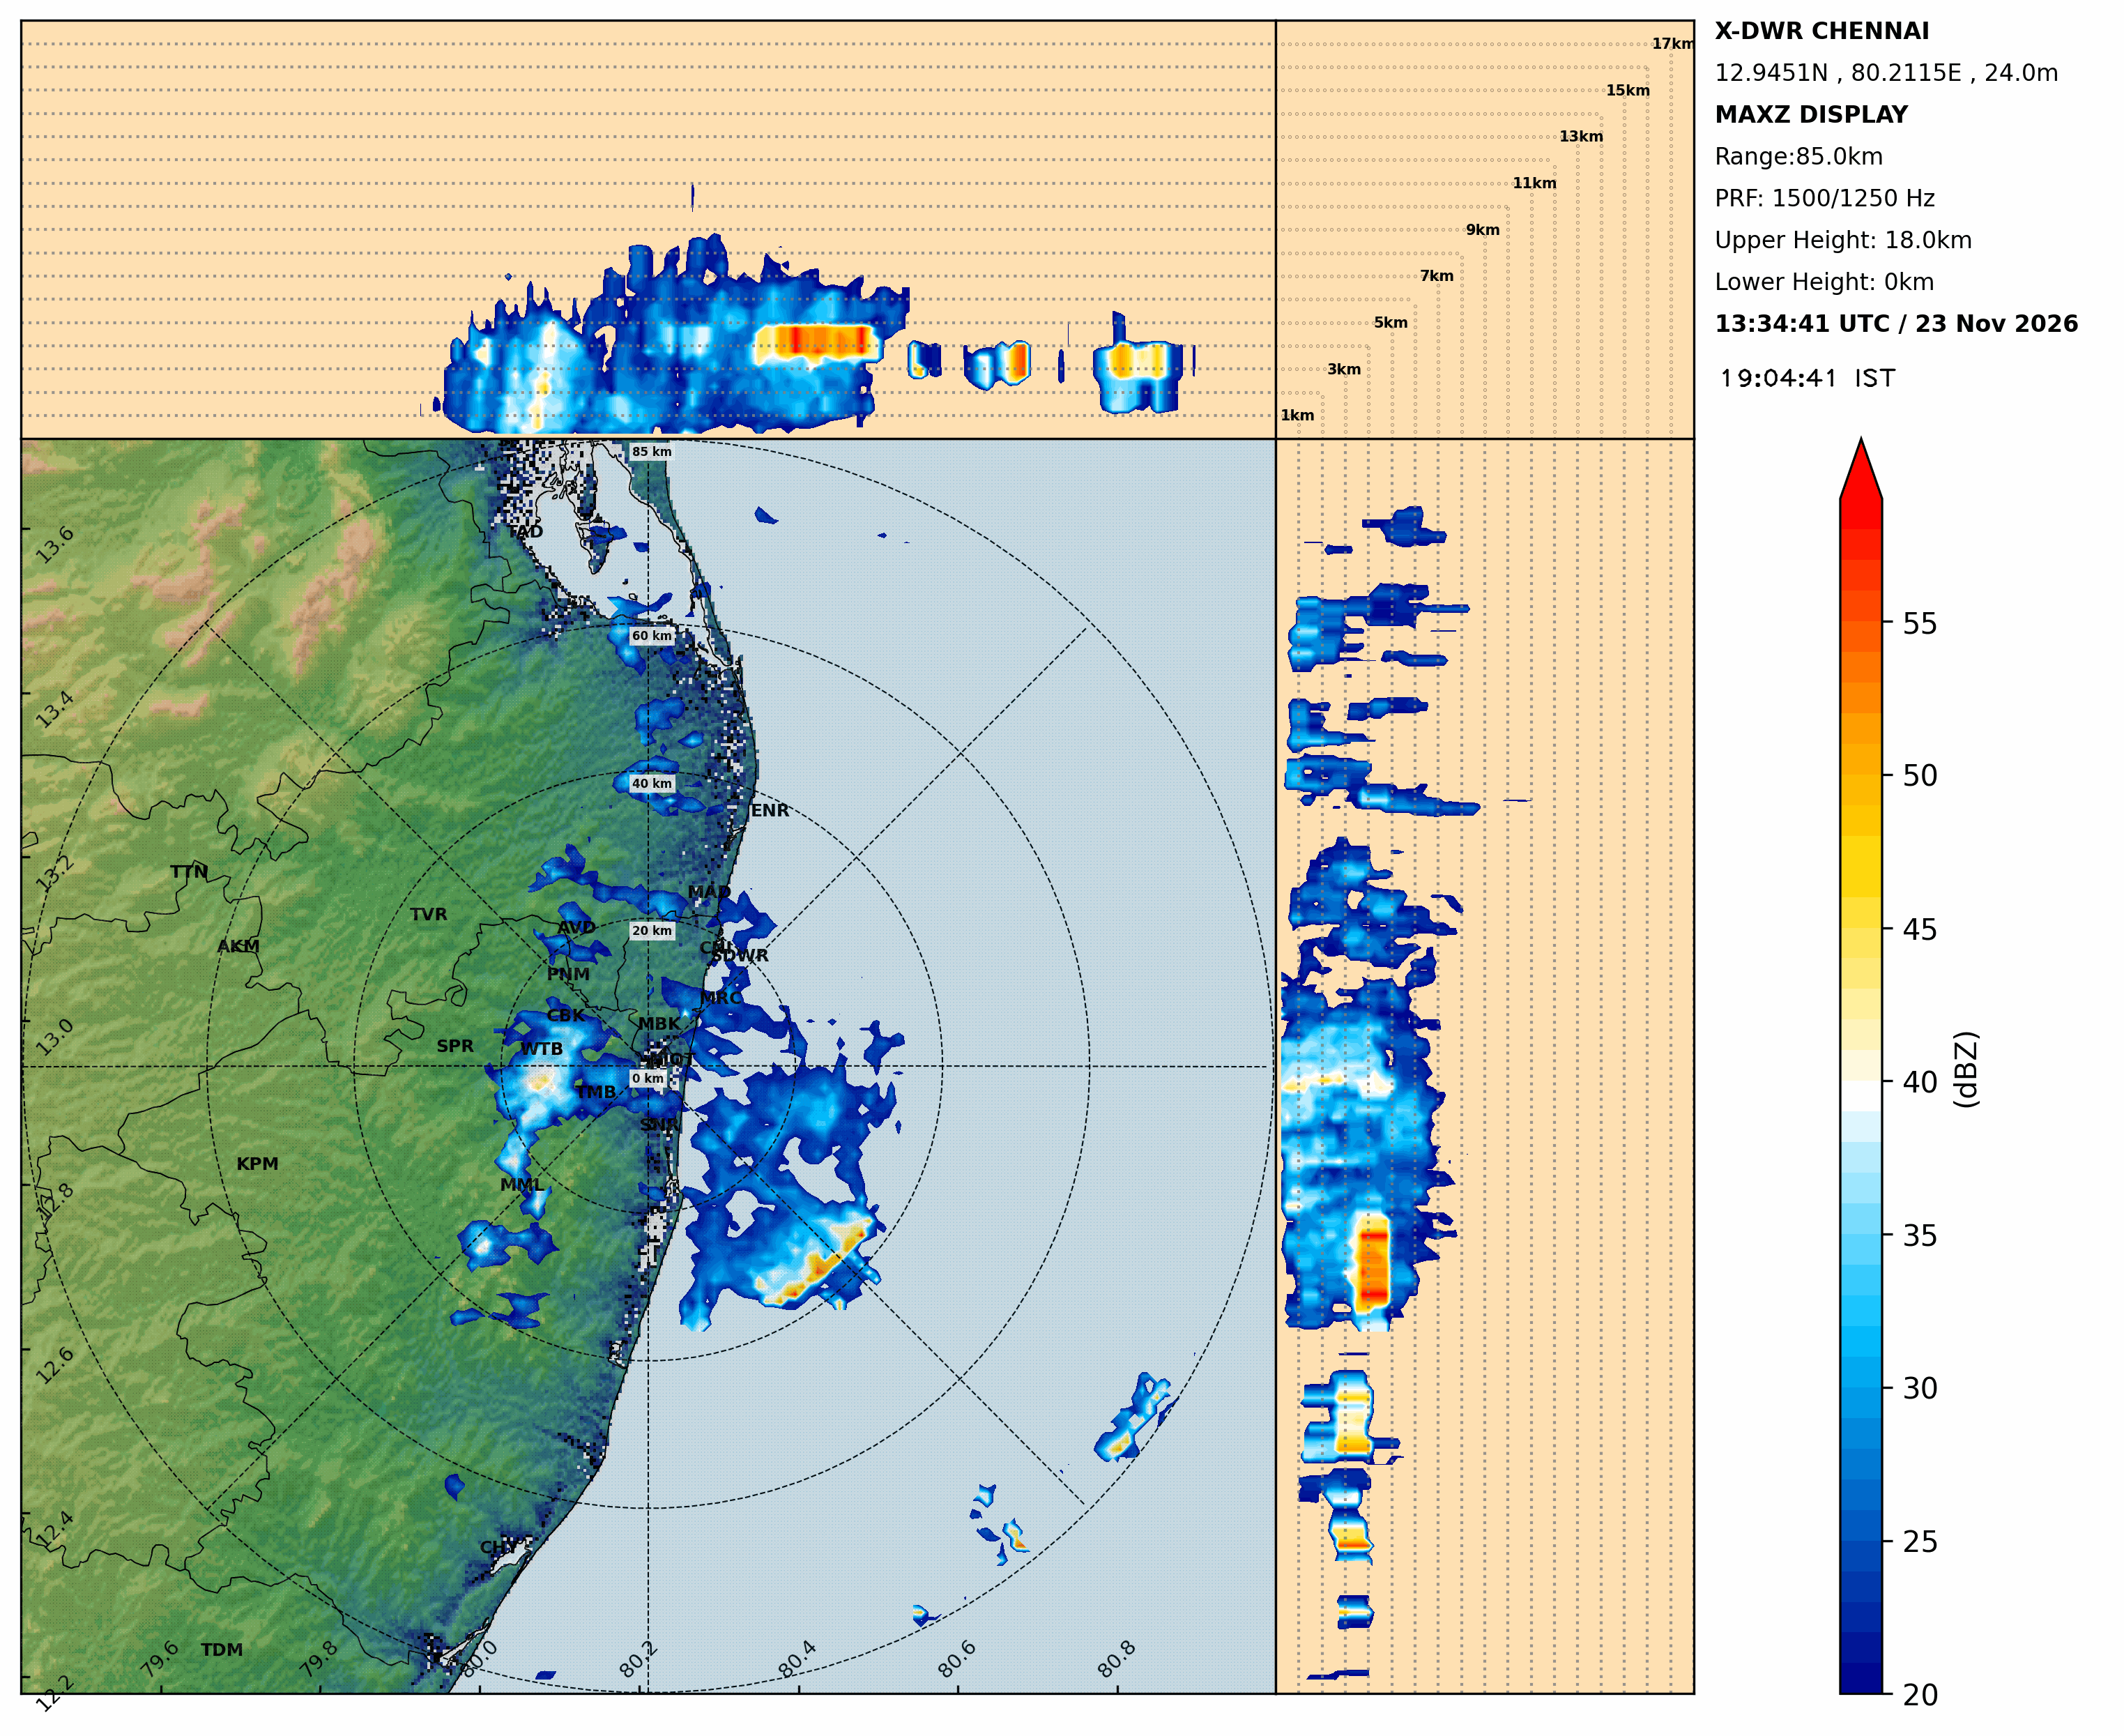 X-DWR CHENNAI
12.9451N , 80.2115E , 24.0m
MAXZ DISPLAY
Range:85.0km
PRF: 1500/1250 Hz
Upper Height: 18.0km
Lower Height: 0km
13:34:41 UTC / 23 Nov 2026
19:04:41 IST
17km
15km
13km
11km
9km
7km
5km
3km
1km
85 km
TAD
13.6
60 km
13.4
40 km
ENR
13.2
TTN
MAD
TVR
AVD
20 km
AKM
SDWR
PNM
MRC
CBK
MBK
13.0
SPR
WTB
0 km
TMB
SNR
KPM
MML
12.8
12.6
12.4
CHY
TDM
12.2
79.6
79.8
80.0
80.2
80.4
80.6
80.8
55
50
45
40
35
30
25
20
(dBZ)